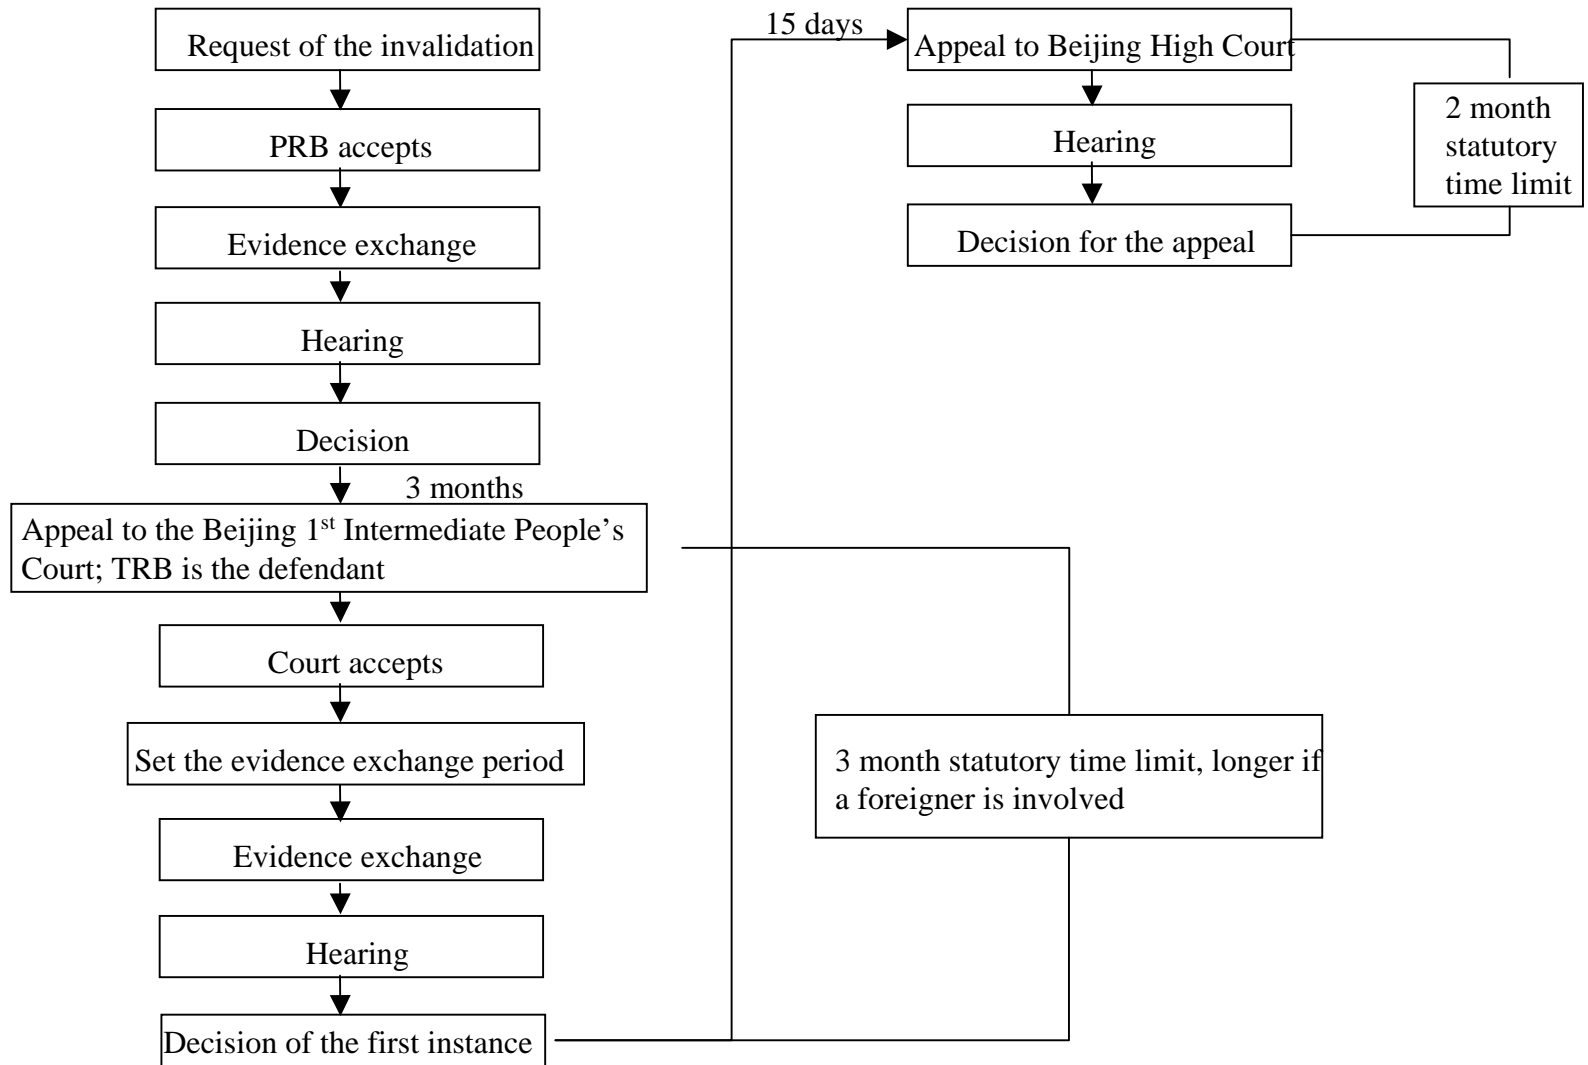 Request of the invalidation
PRB accepts
Evidence exchange
Hearing
Decision
3 months
Appeal to the Beijing 1st Intermediate People’s
Court; TRB is the defendant
Court accepts
Set the evidence exchange period
Evidence exchange
Hearing
Decision of the first instance
3 month statutory time limit, longer if
a foreigner is involved
15 days
Appeal to Beijing High Court
Hearing
Decision for the appeal
2 month
statutory
time limit